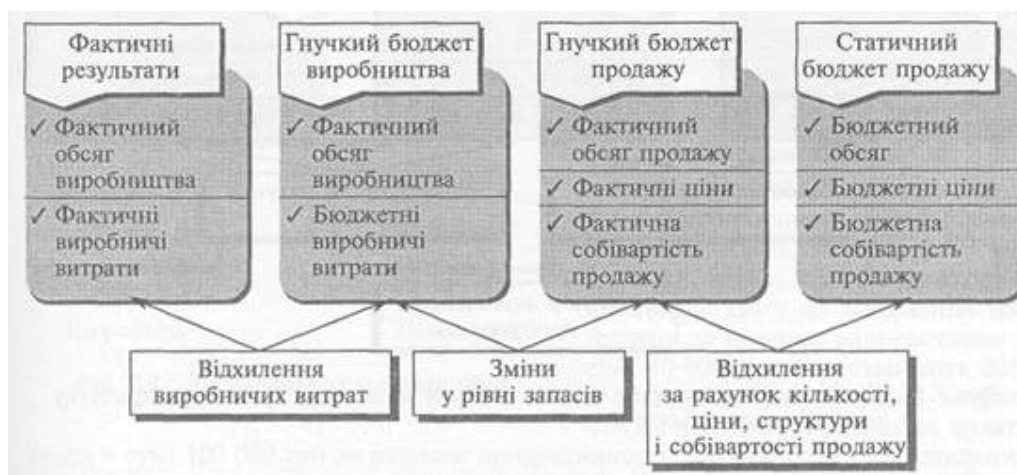 Фактичні
результати
✓ Фактичний
обсяг
виробництва
✓ Фактичні
виробничі
витрати
Гнучкий бюджет
виробництва
✓ Фактичний
обсяг
виробництва
✓ Бюджетні
виробничі
витрати
Гнучкий бюджет
продажу
✓ Фактичний
обсяг продажу
✓ Фактичні ціни
✓ Фактична
собівартість
продажу
Статичний
бюджет продажу
✓ Бюджетний
обсяг
✓ Бюджетні ціни
✓ Бюджетна
собівартість
продажу
Відхилення
виробничих витрат
Зміни
у рівні запасів
Відхилення
за рахунок кількості,
ціни, структури
і собівартості продажу